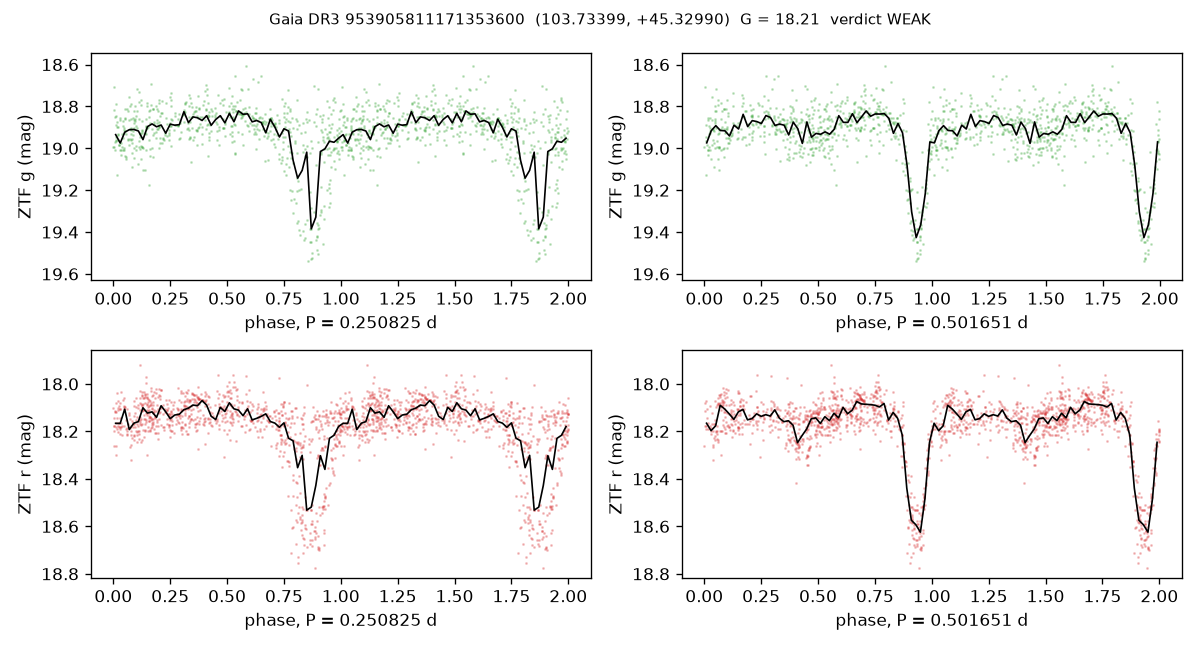 Gaia DR3 953905811171353600  (103.73399, +45.32990)  G = 18.21  verdict WEAK
ZTF g (mag)
18.6
18.8
19.0
19.2
19.4
19.6
0.00 0.25 0.50 0.75 1.00 1.25 1.50 1.75 2.00
phase, P = 0.250825 d
ZTF g (mag)
18.6
18.8
19.0
19.2
19.4
19.6
0.00 0.25 0.50 0.75 1.00 1.25 1.50 1.75 2.00
phase, P = 0.501651 d
ZTF r (mag)
18.0
18.2
18.4
18.6
18.8
0.00 0.25 0.50 0.75 1.00 1.25 1.50 1.75 2.00
phase, P = 0.250825 d
ZTF r (mag)
18.0
18.2
18.4
18.6
18.8
0.00 0.25 0.50 0.75 1.00 1.25 1.50 1.75 2.00
phase, P = 0.501651 d